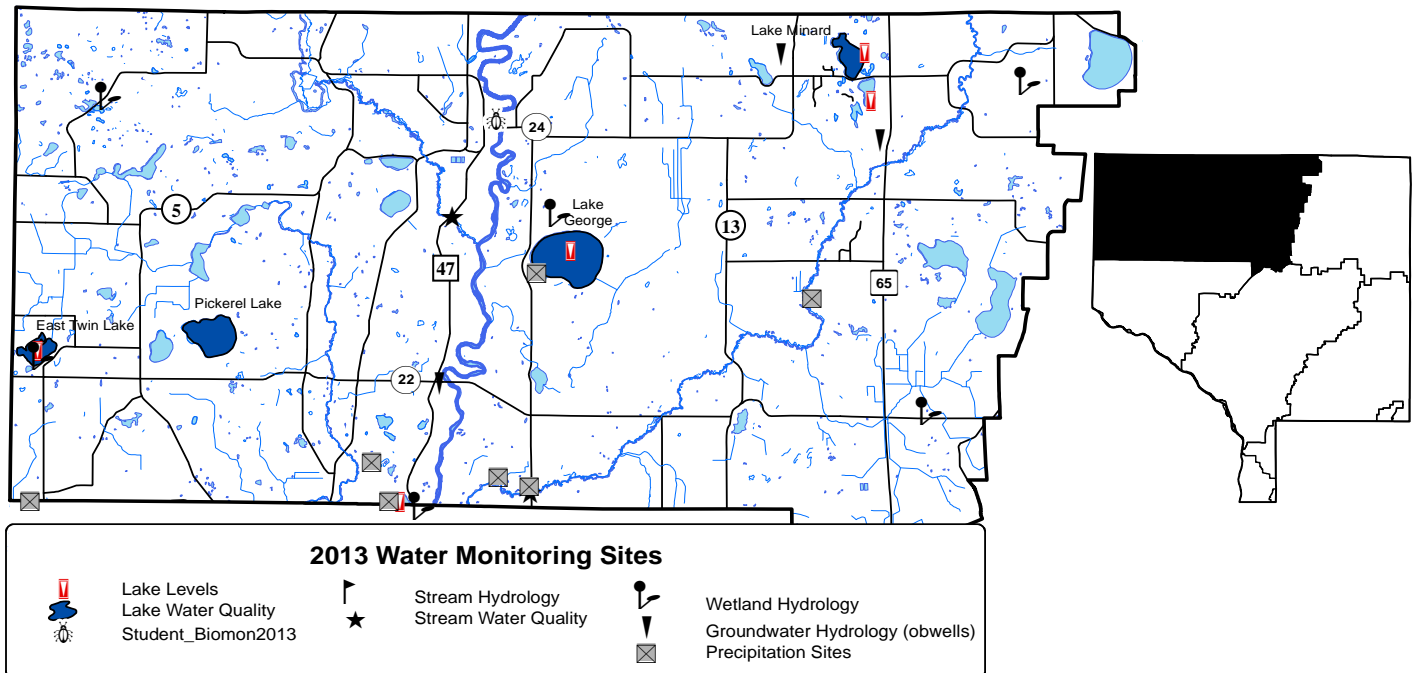 Lake Minard
24
5
Lake
George
13
47
65
Pickerel Lake
East Twin Lake
22
2013 Water Monitoring Sites
Lake Levels
Lake Water Quality
Student_Biomon2013
Stream Hydrology
Stream Water Quality
Wetland Hydrology
Groundwater Hydrology (obwells)
Precipitation Sites